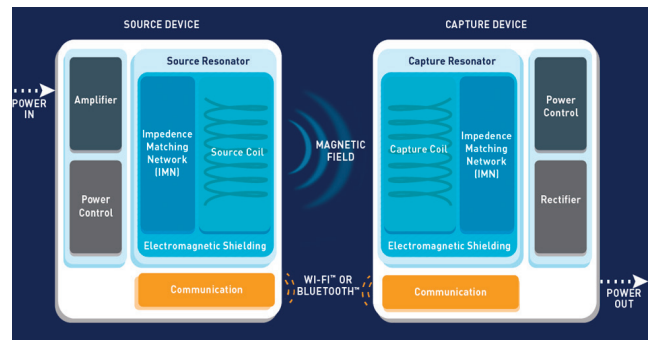 SOURCE DEVICE
CAPTURE DEVICE
POWER
IN
Amplifier
Power
Control
Source Resonator
Impedence
Matching
Network
(IMN)
Source Coil
Electromagnetic Shielding
Communication
MAGNETIC
FIELD
WI-FI™ OR
BLUETOOTH™
Capture Resonator
Capture Coil
Impedence
Matching
Network
(IMN)
Electromagnetic Shielding
Communication
Power
Control
Rectifier
POWER
OUT